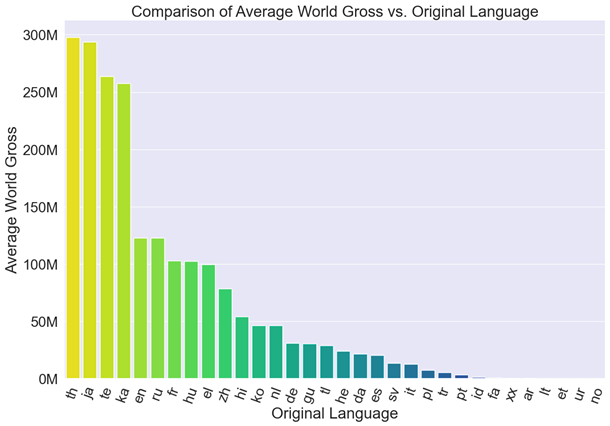 Comparison of Average World Gross vs. Original Language
300M
250M
200M
150M
100M
50M
0M
Average World Gross
th ja te ka en ru fr hu el zh hi ko nl de gu tl he da es sv it pl tr pt id fa xx ar lt et ur no
Original Language